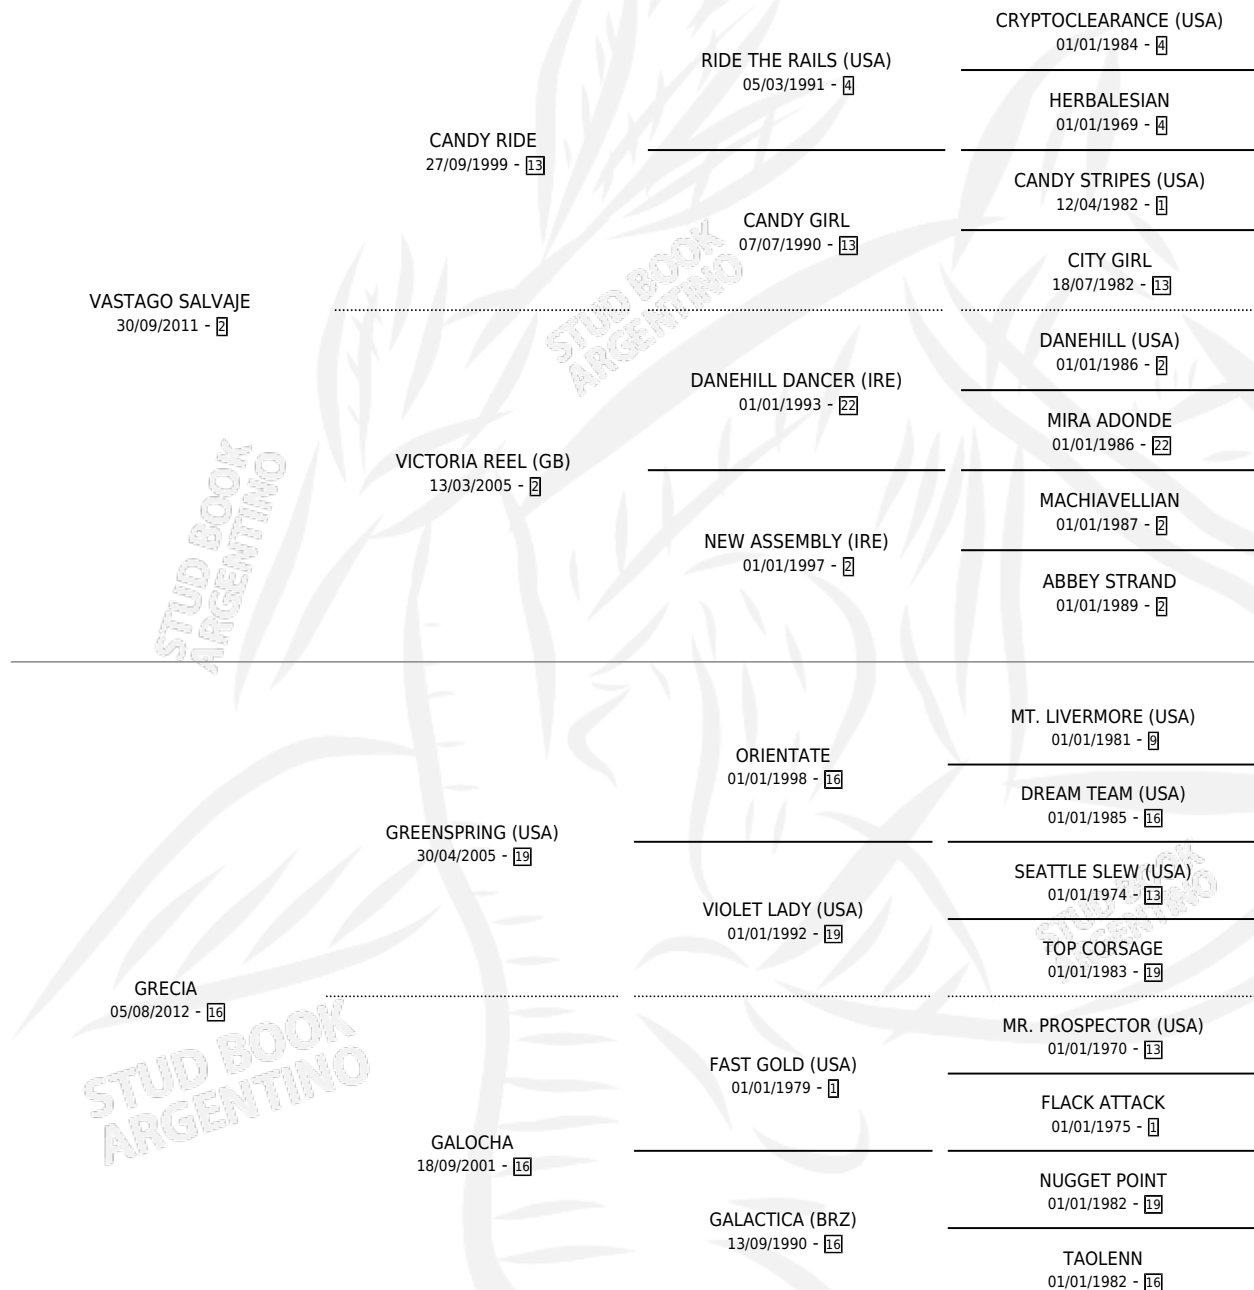 CRYPTOCLEARANCE (USA)
01/01/1984 - 4
RIDE THE RAILS (USA)
05/03/1991 - 4
HERBALESIAN
01/01/1969 - 4
CANDY RIDE
27/09/1999 - 13
CANDY STRIPES (USA)
12/04/1982 - 1
CANDY GIRL
07/07/1990 - 13
CITY GIRL
18/07/1982 - 13
VASTAGO SALVAJE
30/09/2011 - 2
DANEHILL (USA)
01/01/1986 - 2
DANEHILL DANCER (IRE)
01/01/1993 - 22
MIRA ADONDE
01/01/1986 - 22
VICTORIA REEL (GB)
13/03/2005 - 2
MACHIAVELLIAN
01/01/1987 - 2
NEW ASSEMBLY (IRE)
01/01/1997 - 2
ABBEY STRAND
01/01/1989 - 2
MT. LIVERMORE (USA)
01/01/1981 - 9
ORIENTATE
01/01/1998 - 16
DREAM TEAM (USA)
01/01/1985 - 16
GREENSPRING (USA)
30/04/2005 - 19
SEATTLE SLEW (USA)
01/01/1974 - 13
VIOLET LADY (USA)
01/01/1992 - 19
TOP CORSAGE
01/01/1983 - 19
GRECIA
05/08/2012 - 16
MR. PROSPECTOR (USA)
01/01/1970 - 13
FAST GOLD (USA)
01/01/1979 - 1
FLACK ATTACK
01/01/1975 - 1
GALOCHA
18/09/2001 - 16
NUGGET POINT
01/01/1982 - 19
GALACTICA (BRZ)
13/09/1990 - 16
TAOLENN
01/01/1982 - 16
STUD BOOK
ARGENTINO
STUD BOOK
ARGENTINO
STUD BOOK
ARGENTINO
STUD BOOK
ARGENTINO